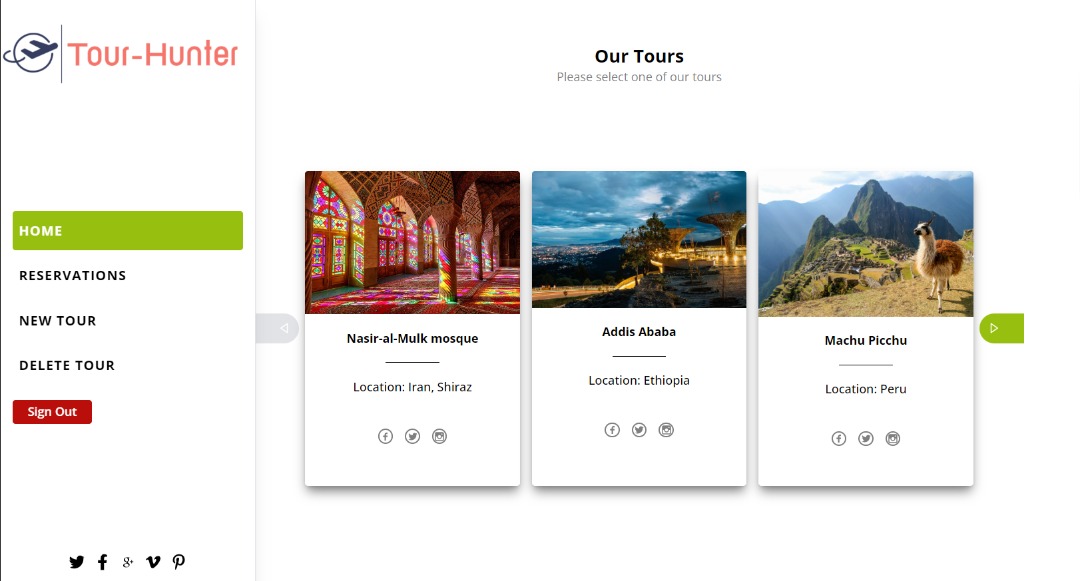 Tour-Hunter
HOME
RESERVATIONS
NEW TOUR
DELETE TOUR
Sign Out
Our Tours
Please select one of our tours
Nasir-al-Mulk mosque
Location: Iran, Shiraz
Addis Ababa
Location: Ethiopia
Machu Picchu
Location: Peru